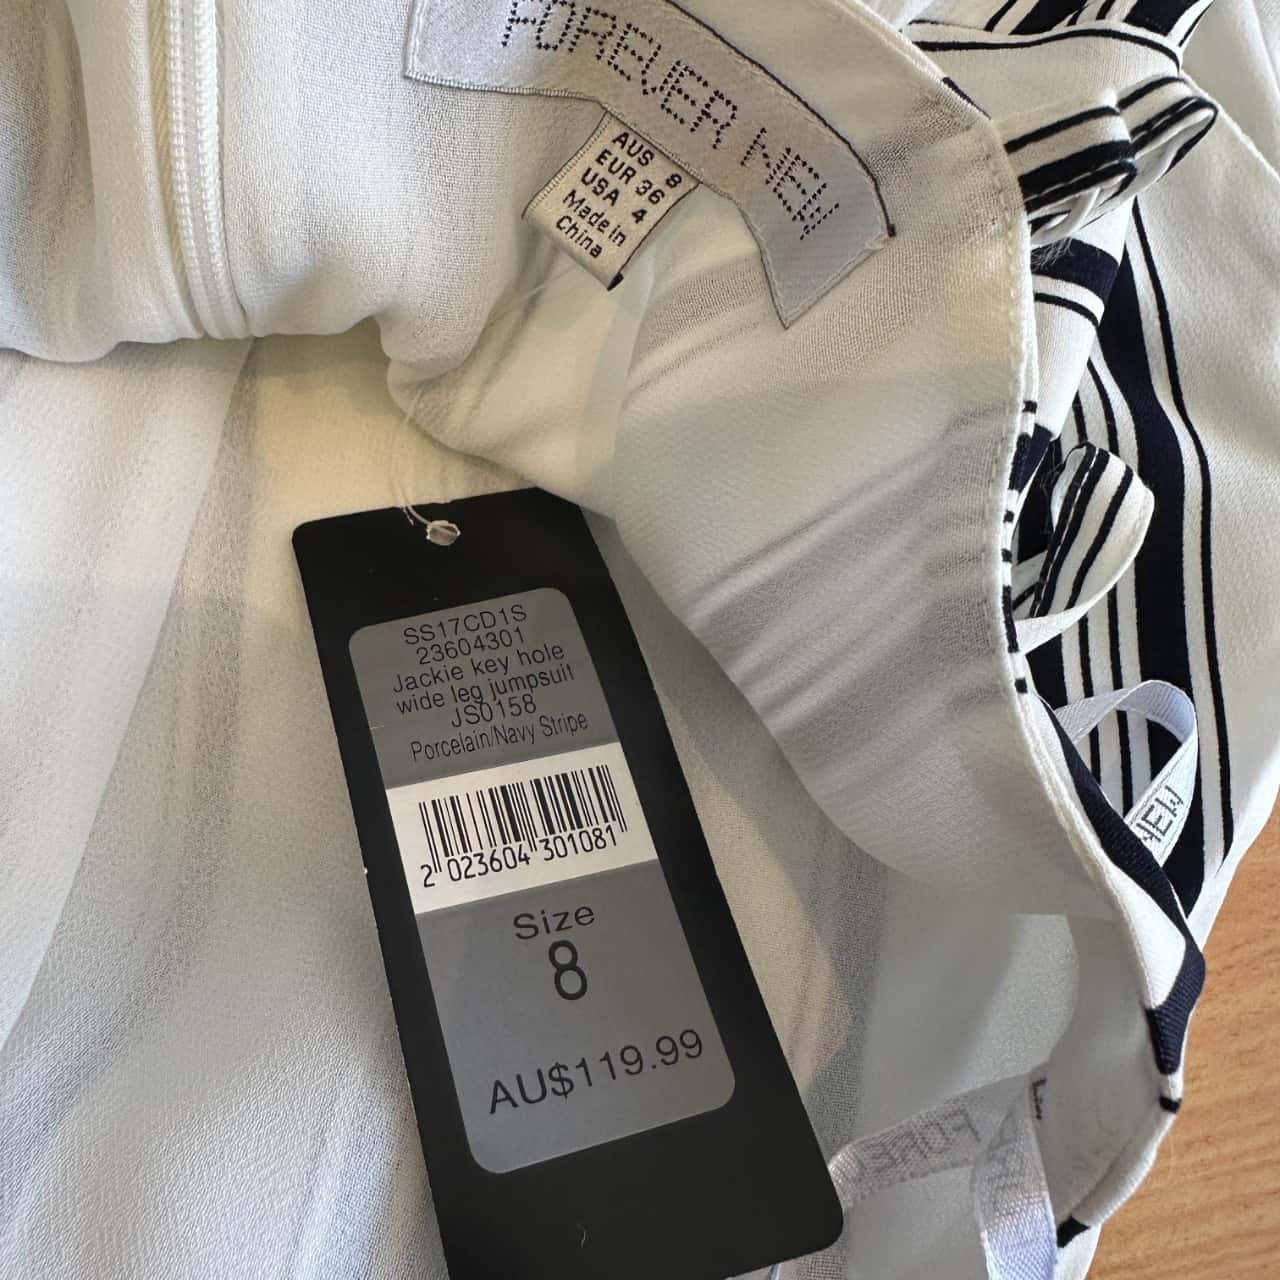 FOREVER NEW
AUS 8
EUR 36
USA 4
Made in
China
SS17CD1S
23604301
Jackie key hole
wide leg jumpsuit
JS0158
Porcelain/Navy Stripe
2 023604 301081
Size
8
AU$119.99
NEW